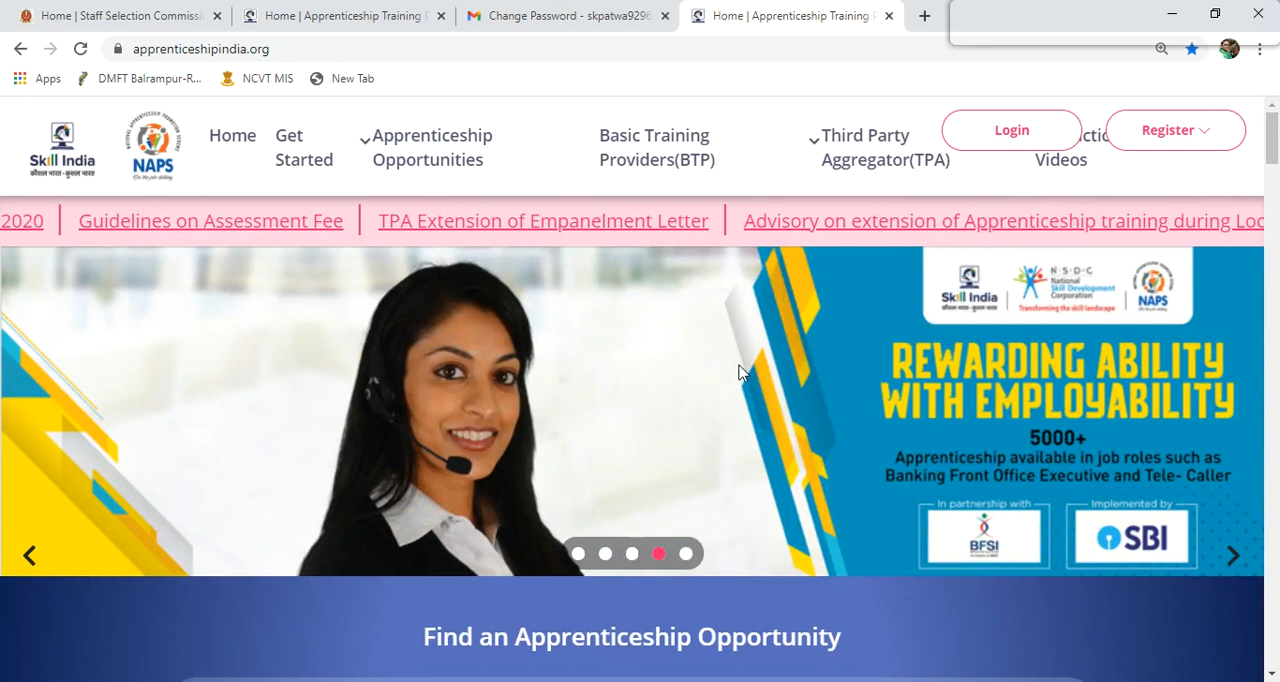 Home | Staff Selection Commissi
Home | Apprenticeship Training
Change Password - skpatwa9296
Home | Apprenticeship Training
apprenticeshipindia.org
Apps
DMFT Balrampur-R...
NCVT MIS
New Tab
Skill India
कौशल भारत - कुशल भारत
NAPS
Home
Get
Started
Apprenticeship
Opportunities
Basic Training
Providers(BTP)
Third Party
Aggregator(TPA)
Videos
Login
Register
2020
Guidelines on Assessment Fee
TPA Extension of Empanelment Letter
Advisory on extension of Apprenticeship training during Loc
Skill India
N·S·D·C
National
Skill Development
Corporation
Transforming the skill landscape
NAPS
REWARDING ABILITY
WITH EMPLOYABILITY
5000+
Apprenticeship available in job roles such as
Banking Front Office Executive and Tele- Caller
In partnership with
BFSI
Implemented by
SBI
Find an Apprenticeship Opportunity